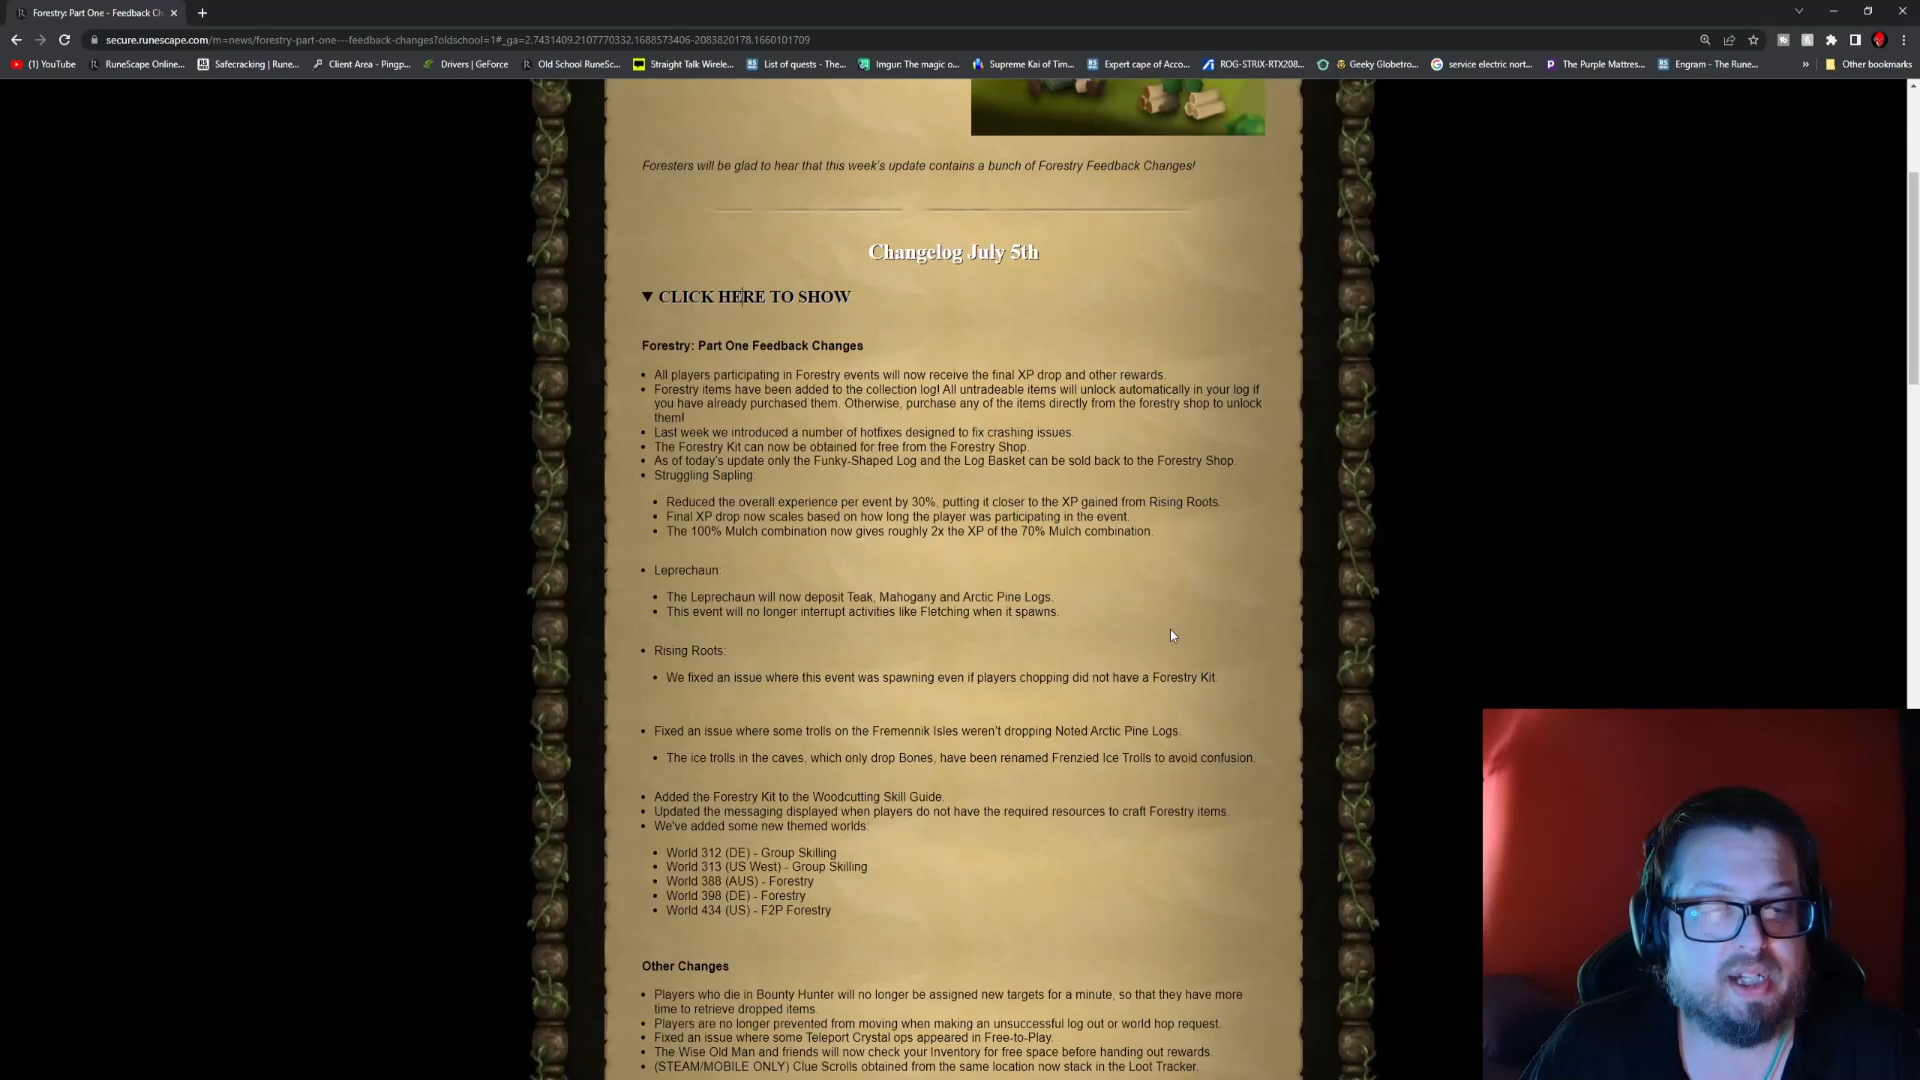 Forestry: Part One - Feedback Ch
secure.runescape.com/m=news/forestry-part-one---feedback-changes?oldschool=1#_ga=2.7431409.2107770332.1688573406-2083820178.1660101709
(1) YouTube
RuneScape Online...
Safecracking | Rune...
Client Area - Pingp...
Drivers | GeForce
Old School RuneSc...
Straight Talk Wirele...
List of quests - The...
Imgur: The magic o...
Supreme Kai of Tim...
Expert cape of Acco...
ROG-STRIX-RTX208...
Geeky Globetro...
service electric nort...
The Purple Mattres...
Engram - The Rune...
»
Other bookmarks
Foresters will be glad to hear that this week's update contains a bunch of Forestry Feedback Changes!
Changelog July 5th
▼ CLICK HERE TO SHOW
Forestry: Part One Feedback Changes
• All players participating in Forestry events will now receive the final XP drop and other rewards.
• Forestry items have been added to the collection log! All untradeable items will unlock automatically in your log if
you have already purchased them. Otherwise, purchase any of the items directly from the forestry shop to unlock
them!
• Last week we introduced a number of hotfixes designed to fix crashing issues.
• The Forestry Kit can now be obtained for free from the Forestry Shop.
• As of today's update only the Funky-Shaped Log and the Log Basket can be sold back to the Forestry Shop.
• Struggling Sapling:
• Reduced the overall experience per event by 30%, putting it closer to the XP gained from Rising Roots.
• Final XP drop now scales based on how long the player was participating in the event.
• The 100% Mulch combination now gives roughly 2x the XP of the 70% Mulch combination.
• Leprechaun:
• The Leprechaun will now deposit Teak, Mahogany and Arctic Pine Logs.
• This event will no longer interrupt activities like Fletching when it spawns.
• Rising Roots:
• We fixed an issue where this event was spawning even if players chopping did not have a Forestry Kit.
• Fixed an issue where some trolls on the Fremennik Isles weren't dropping Noted Arctic Pine Logs.
• The ice trolls in the caves, which only drop Bones, have been renamed Frenzied Ice Trolls to avoid confusion.
• Added the Forestry Kit to the Woodcutting Skill Guide.
• Updated the messaging displayed when players do not have the required resources to craft Forestry items.
• We've added some new themed worlds:
• World 312 (DE) - Group Skilling
• World 313 (US West) - Group Skilling
• World 388 (AUS) - Forestry
• World 398 (DE) - Forestry
• World 434 (US) - F2P Forestry
Other Changes
• Players who die in Bounty Hunter will no longer be assigned new targets for a minute, so that they have more
time to retrieve dropped items.
• Players are no longer prevented from moving when making an unsuccessful log out or world hop request.
• Fixed an issue where some Teleport Crystal ops appeared in Free-to-Play.
• The Wise Old Man and friends will now check your Inventory for free space before handing out rewards.
• (STEAM/MOBILE ONLY) Clue Scrolls obtained from the same location now stack in the Loot Tracker.